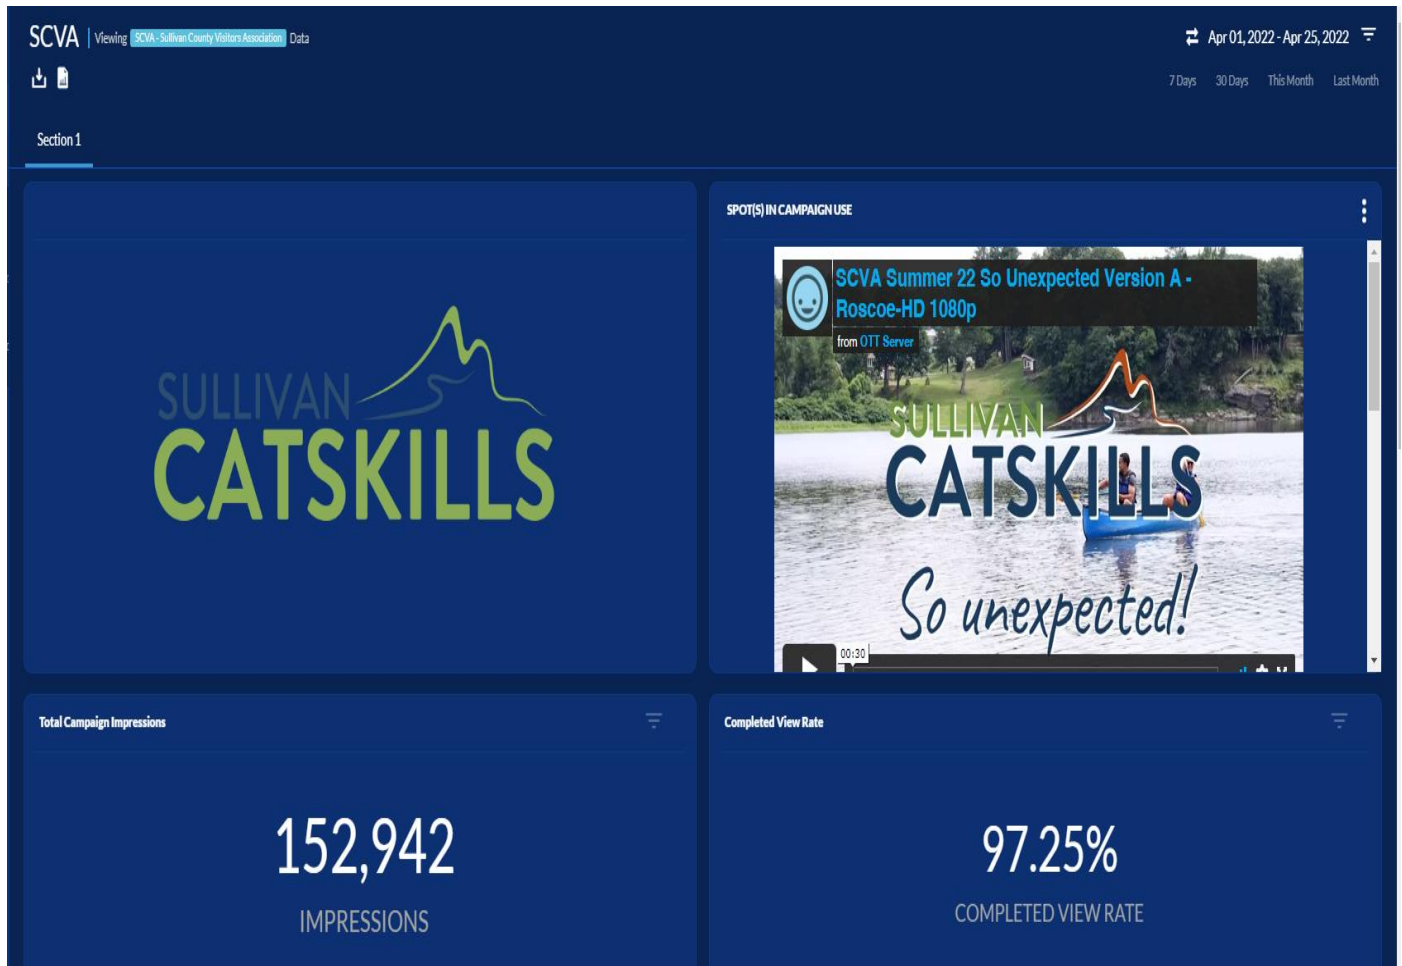 SCVA | Viewing SCVA - Sullivan County Visitors Association Data
Apr 01, 2022 - Apr 25, 2022
7 Days 30 Days This Month Last Month
Section 1
SULLIVAN
CATSKILLS
SPOT(S) IN CAMPAIGN USE
SCVA Summer 22 So Unexpected Version A -
Roscoe-HD 1080p
from OTT Server
SULLIVAN
CATSKILLS
So unexpected!
00:30
Total Campaign Impressions
152,942
IMPRESSIONS
Completed View Rate
97.25%
COMPLETED VIEW RATE